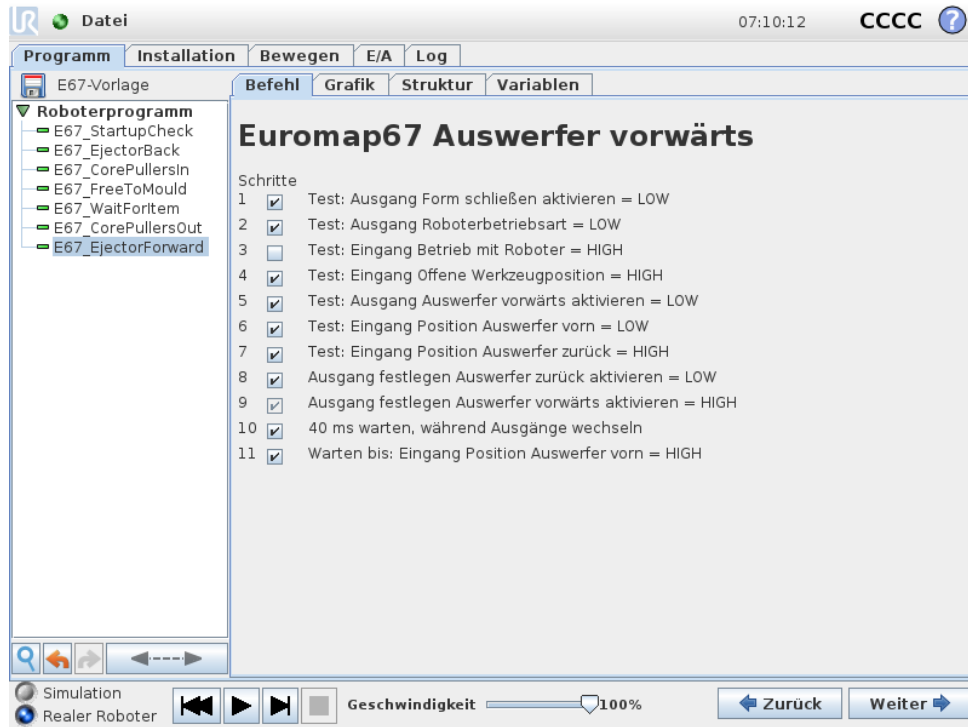 UR Datei 07:10:12 CCCC ?
Programm Installation Bewegen E/A Log
E67-Vorlage
Befehl Grafik Struktur Variablen
Roboterprogramm
E67_StartupCheck
E67_EjectorBack
E67_CorePullersIn
E67_FreeToMould
E67_WaitForItem
E67_CorePullersOut
E67_EjectorForward
Euromap67 Auswerfer vorwärts
Schritte
1 Test: Ausgang Form schließen aktivieren = LOW
2 Test: Ausgang Roboterbetriebsart = LOW
3 Test: Eingang Betrieb mit Roboter = HIGH
4 Test: Eingang Offene Werkzeugposition = HIGH
5 Test: Ausgang Auswerfer vorwärts aktivieren = LOW
6 Test: Eingang Position Auswerfer vorn = LOW
7 Test: Eingang Position Auswerfer zurück = HIGH
8 Ausgang festlegen Auswerfer zurück aktivieren = LOW
9 Ausgang festlegen Auswerfer vorwärts aktivieren = HIGH
10 40 ms warten, während Ausgänge wechseln
11 Warten bis: Eingang Position Auswerfer vorn = HIGH
Simulation
Realer Roboter
Geschwindigkeit 100%
Zurück Weiter